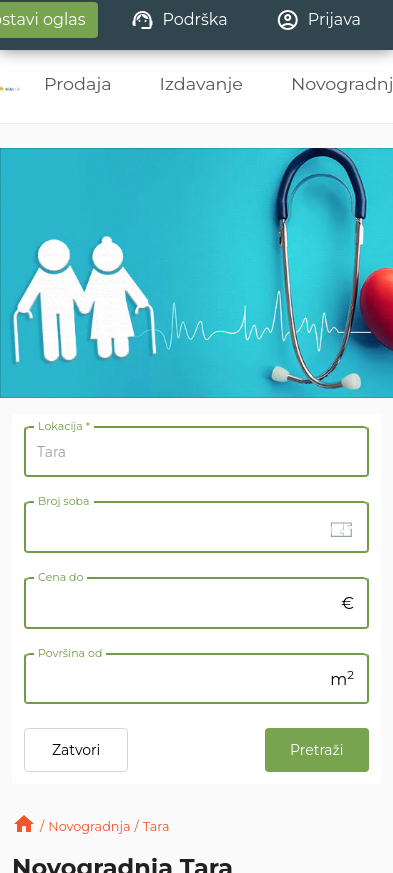 stavi oglas
Podrška
Prijava
Prodaja
Izdavanje
Novogradnj
Lokacija *
Tara
Broj soba
Cena do
€
Površina od
m²
Zatvori
Pretraži
/ Novogradnja / Tara
Novogradnja Tara